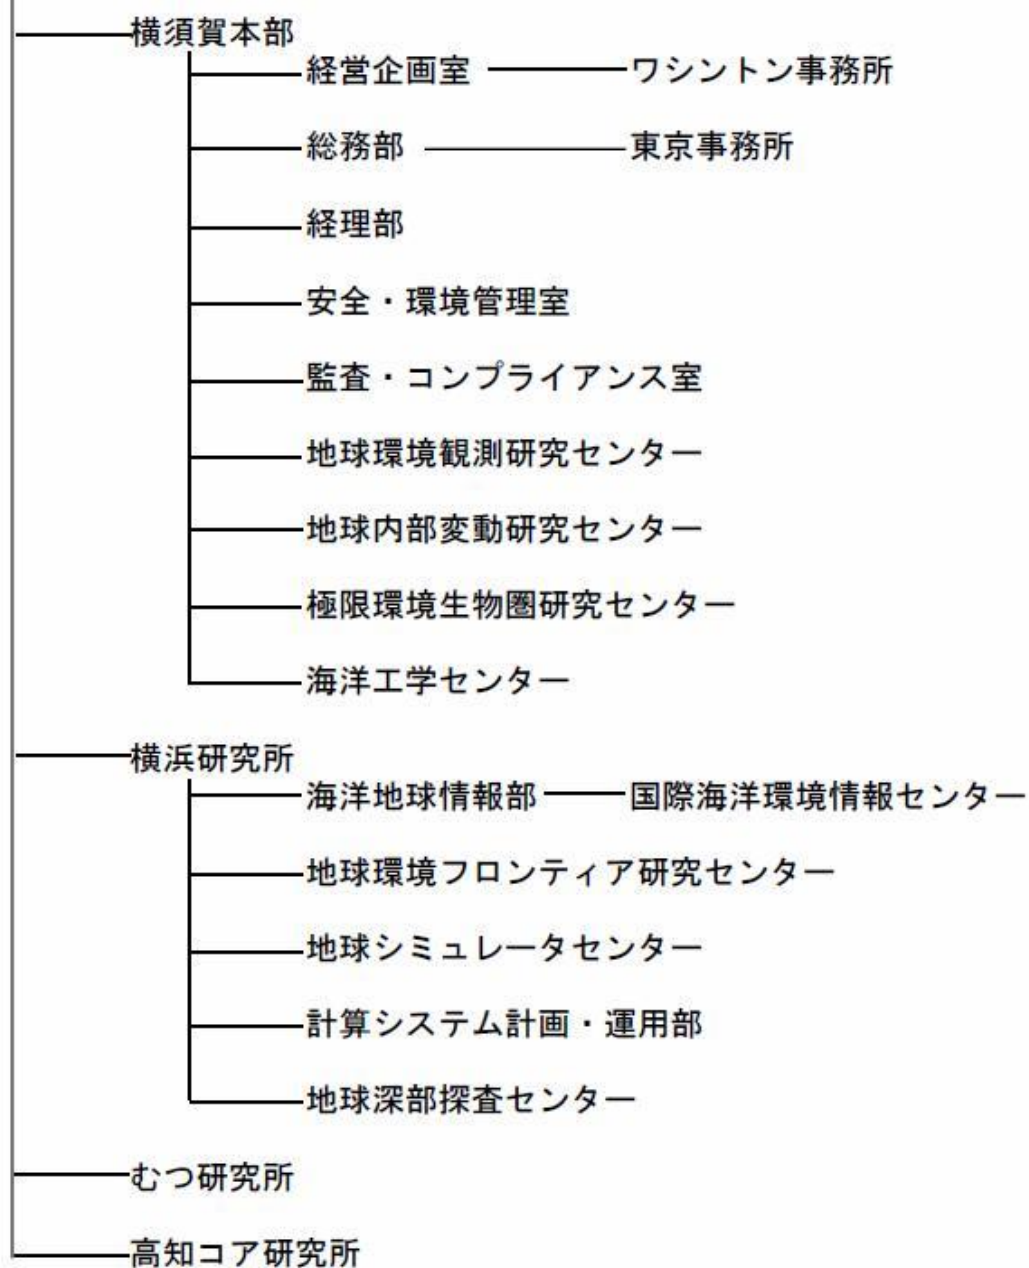 横須賀本部
経営企画室 ワシントン事務所
総務部 東京事務所
経理部
安全・環境管理室
監査・コンプライアンス室
地球環境観測研究センター
地球内部変動研究センター
極限環境生物圏研究センター
海洋工学センター
横浜研究所
海洋地球情報部 国際海洋環境情報センター
地球環境フロンティア研究センター
地球シミュレータセンター
計算システム計画・運用部
地球深部探査センター
むつ研究所
高知コア研究所